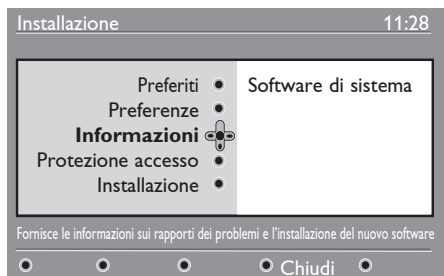 Installazione 11:28
Preferiti Software di sistema
Preferenze
Informazioni
Protezione accesso
Installazione
Fornisce le informazioni sui rapporti dei problemi e l'installazione del nuovo software
Chiudi